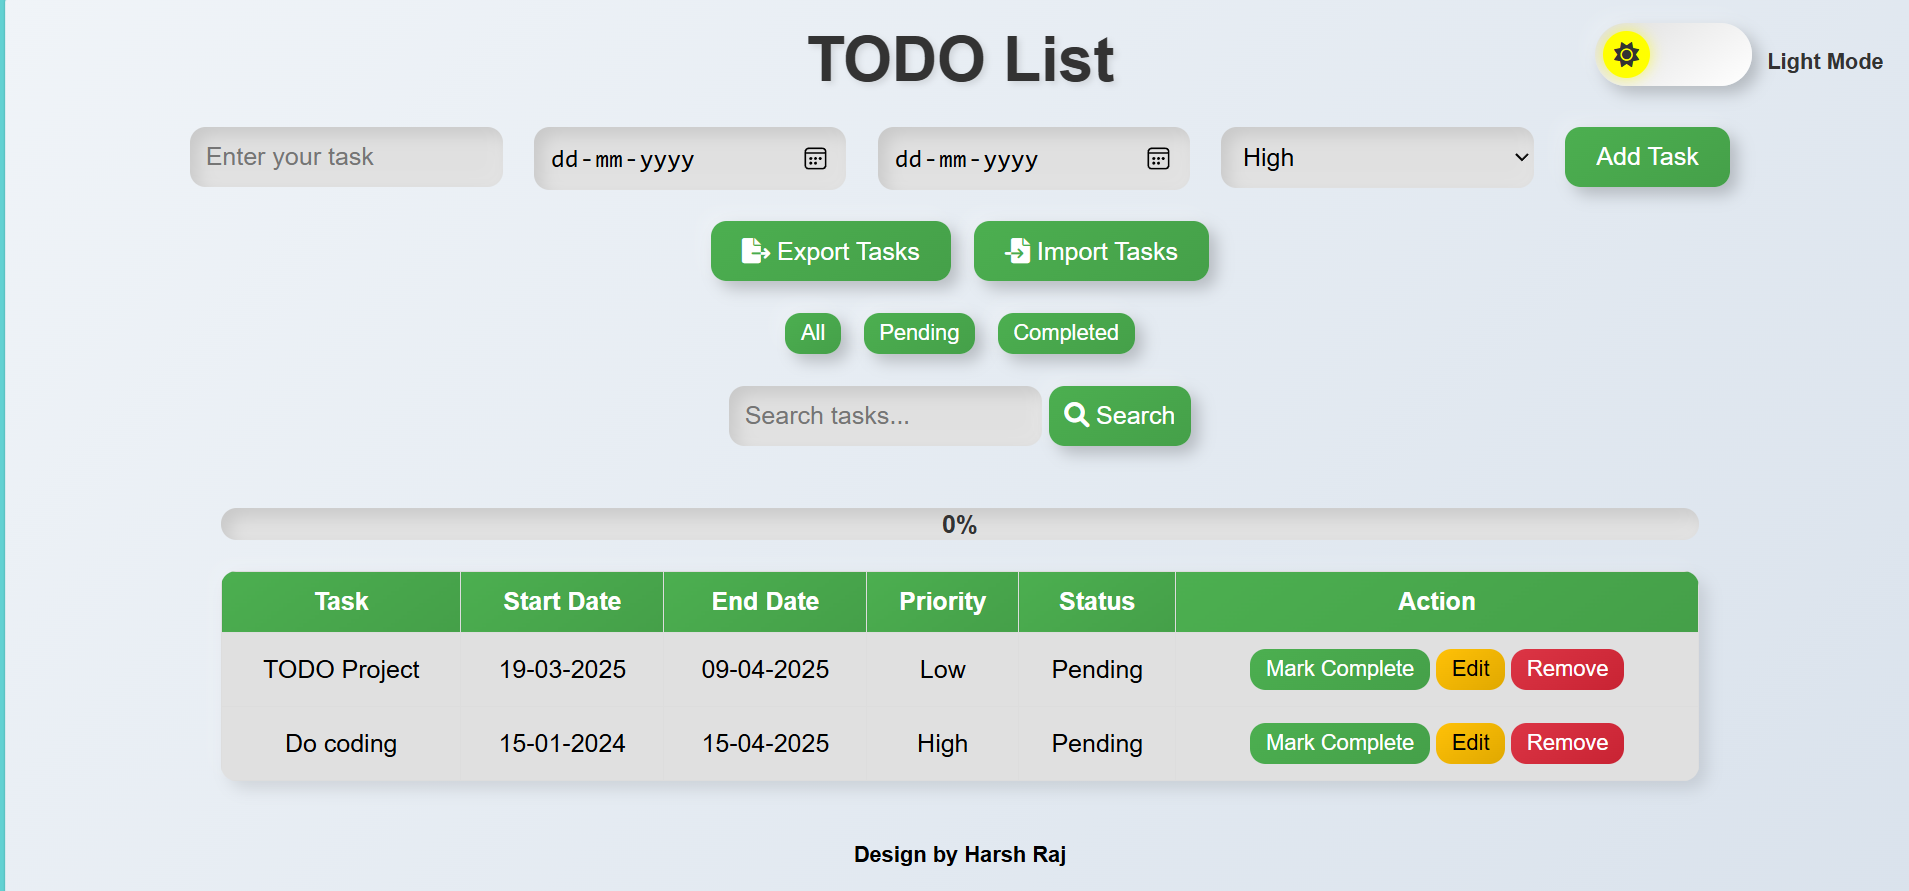 TODO List
Light Mode
Enter your task dd-mm-yyyy dd-mm-yyyy High Add Task
Export Tasks Import Tasks
All Pending Completed
Search tasks... Search
0%
Task Start Date End Date Priority Status Action
TODO Project 19-03-2025 09-04-2025 Low Pending Mark Complete Edit Remove
Do coding 15-01-2024 15-04-2025 High Pending Mark Complete Edit Remove
Design by Harsh Raj